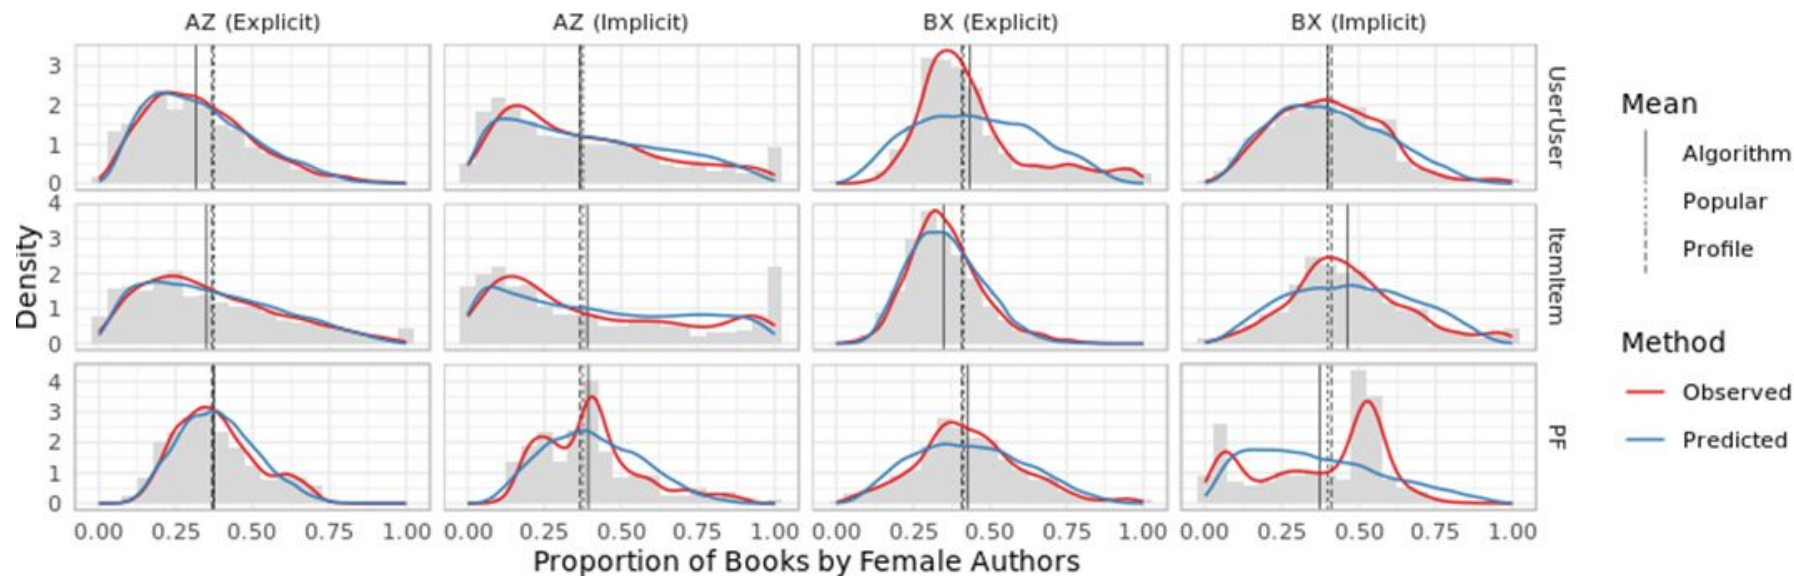 AZ (Explicit) AZ (Implicit) BX (Explicit) BX (Implicit)
3
2
1
0
UserUser
4
3
2
1
0
ItemItem
4
3
2
1
0
PF
Density
0.00 0.25 0.50 0.75 1.00 0.00 0.25 0.50 0.75 1.00 0.00 0.25 0.50 0.75 1.00 0.00 0.25 0.50 0.75 1.00
Proportion of Books by Female Authors
Mean
Algorithm
Popular
Profile
Method
Observed
Predicted